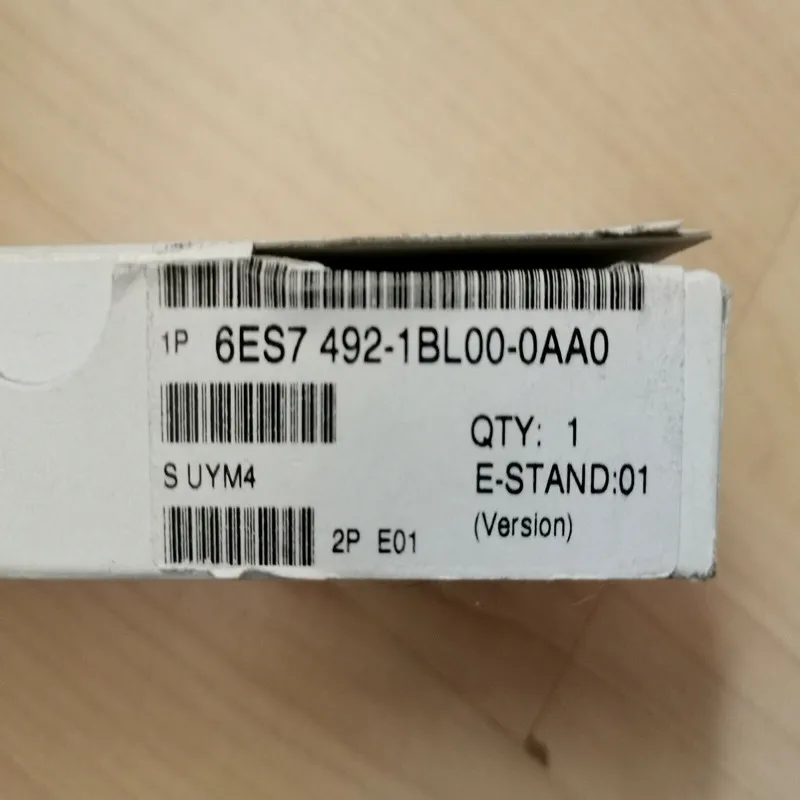 1P 6ES7 492-1BL00-0AA0
S UYM4
QTY: 1
E-STAND:01
2P E01
(Version)